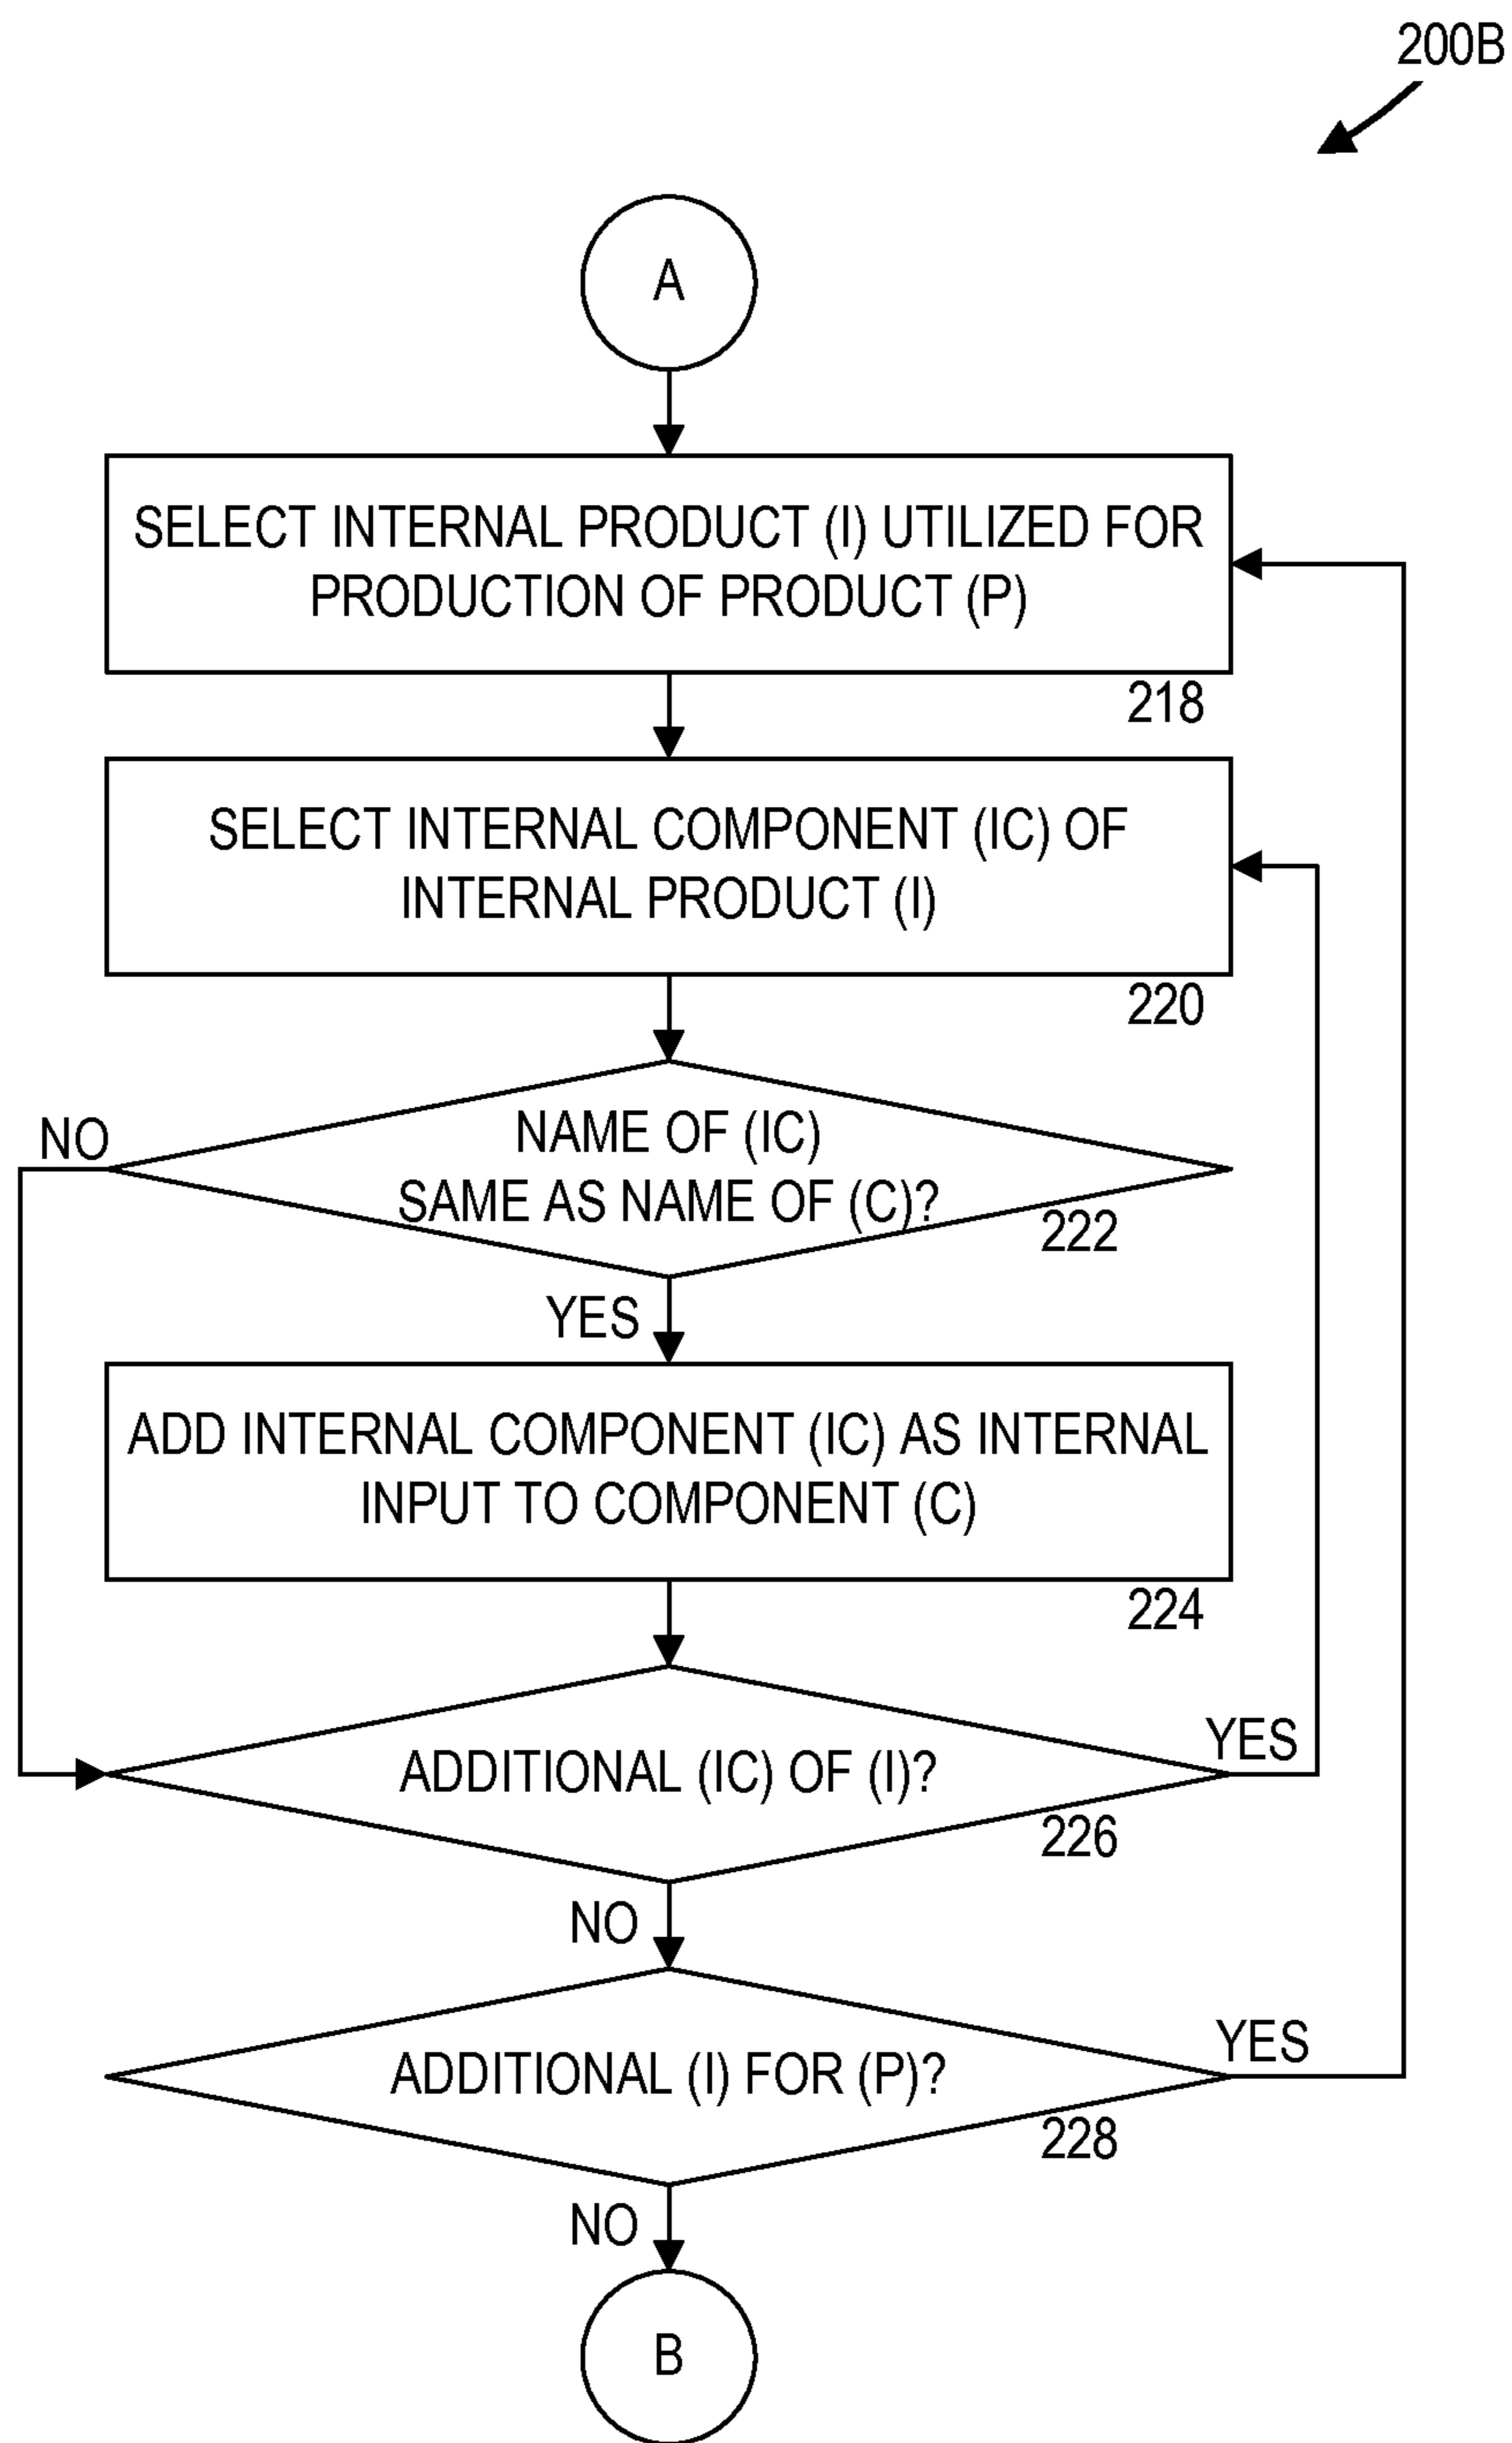 200B
A
SELECT INTERNAL PRODUCT (I) UTILIZED FOR
PRODUCTION OF PRODUCT (P)
218
SELECT INTERNAL COMPONENT (IC) OF
INTERNAL PRODUCT (I)
220
NO
NAME OF (IC)
SAME AS NAME OF (C)?
222
YES
ADD INTERNAL COMPONENT (IC) AS INTERNAL
INPUT TO COMPONENT (C)
224
YES
ADDITIONAL (IC) OF (I)?
226
NO
YES
ADDITIONAL (I) FOR (P)?
228
NO
B